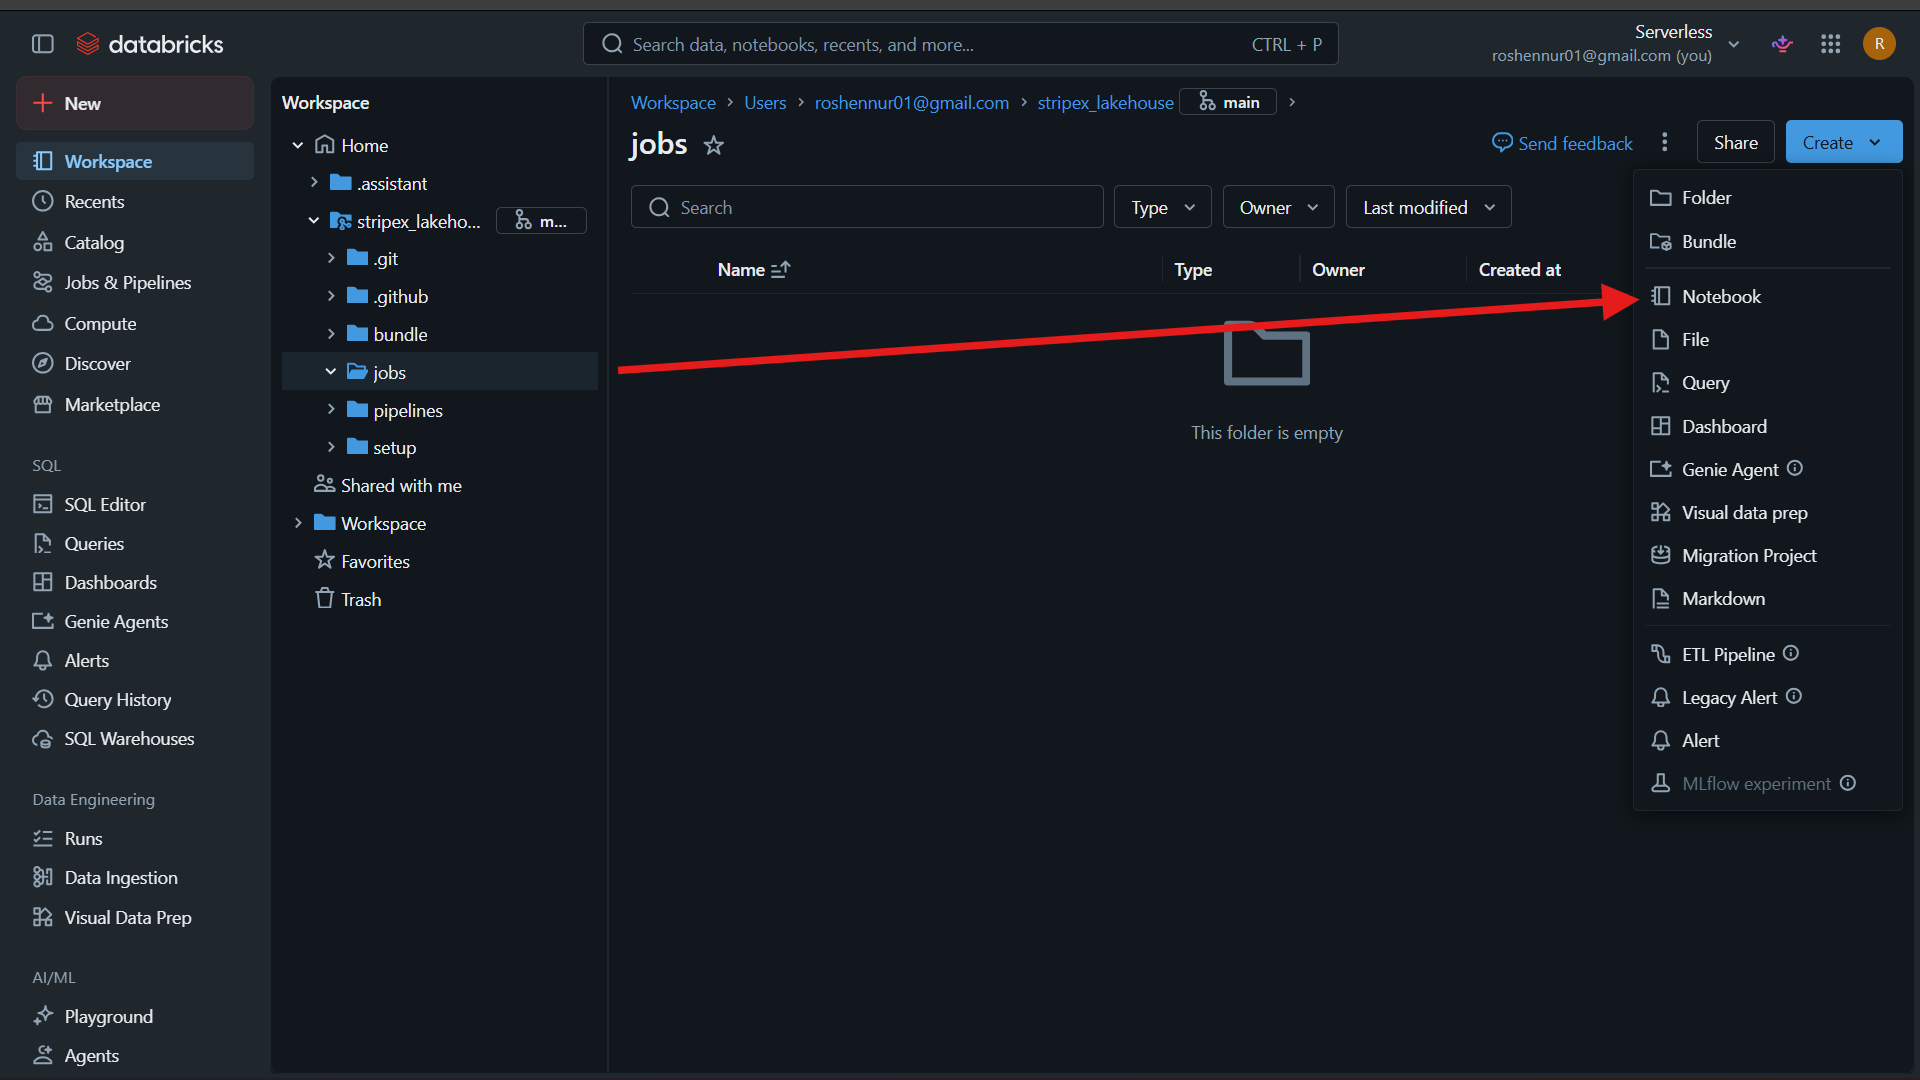 databricks
Search data, notebooks, recents, and more...
CTRL + P
Serverless
roshennur01@gmail.com (you)
R
New
Workspace
Recents
Catalog
Jobs & Pipelines
Compute
Discover
Marketplace
SQL
SQL Editor
Queries
Dashboards
Genie Agents
Alerts
Query History
SQL Warehouses
Data Engineering
Runs
Data Ingestion
Visual Data Prep
AI/ML
Playground
Agents
Workspace
Home
.assistant
stripex_lakeho... m...
.git
.github
bundle
jobs
pipelines
setup
Shared with me
Workspace
Favorites
Trash
Workspace > Users > roshennur01@gmail.com > stripex_lakehouse main >
jobs
Send feedback
Share
Create
Search
Type
Owner
Last modified
Name
Type
Owner
Created at
This folder is empty
Folder
Bundle
Notebook
File
Query
Dashboard
Genie Agent
Visual data prep
Migration Project
Markdown
ETL Pipeline
Legacy Alert
Alert
MLflow experiment